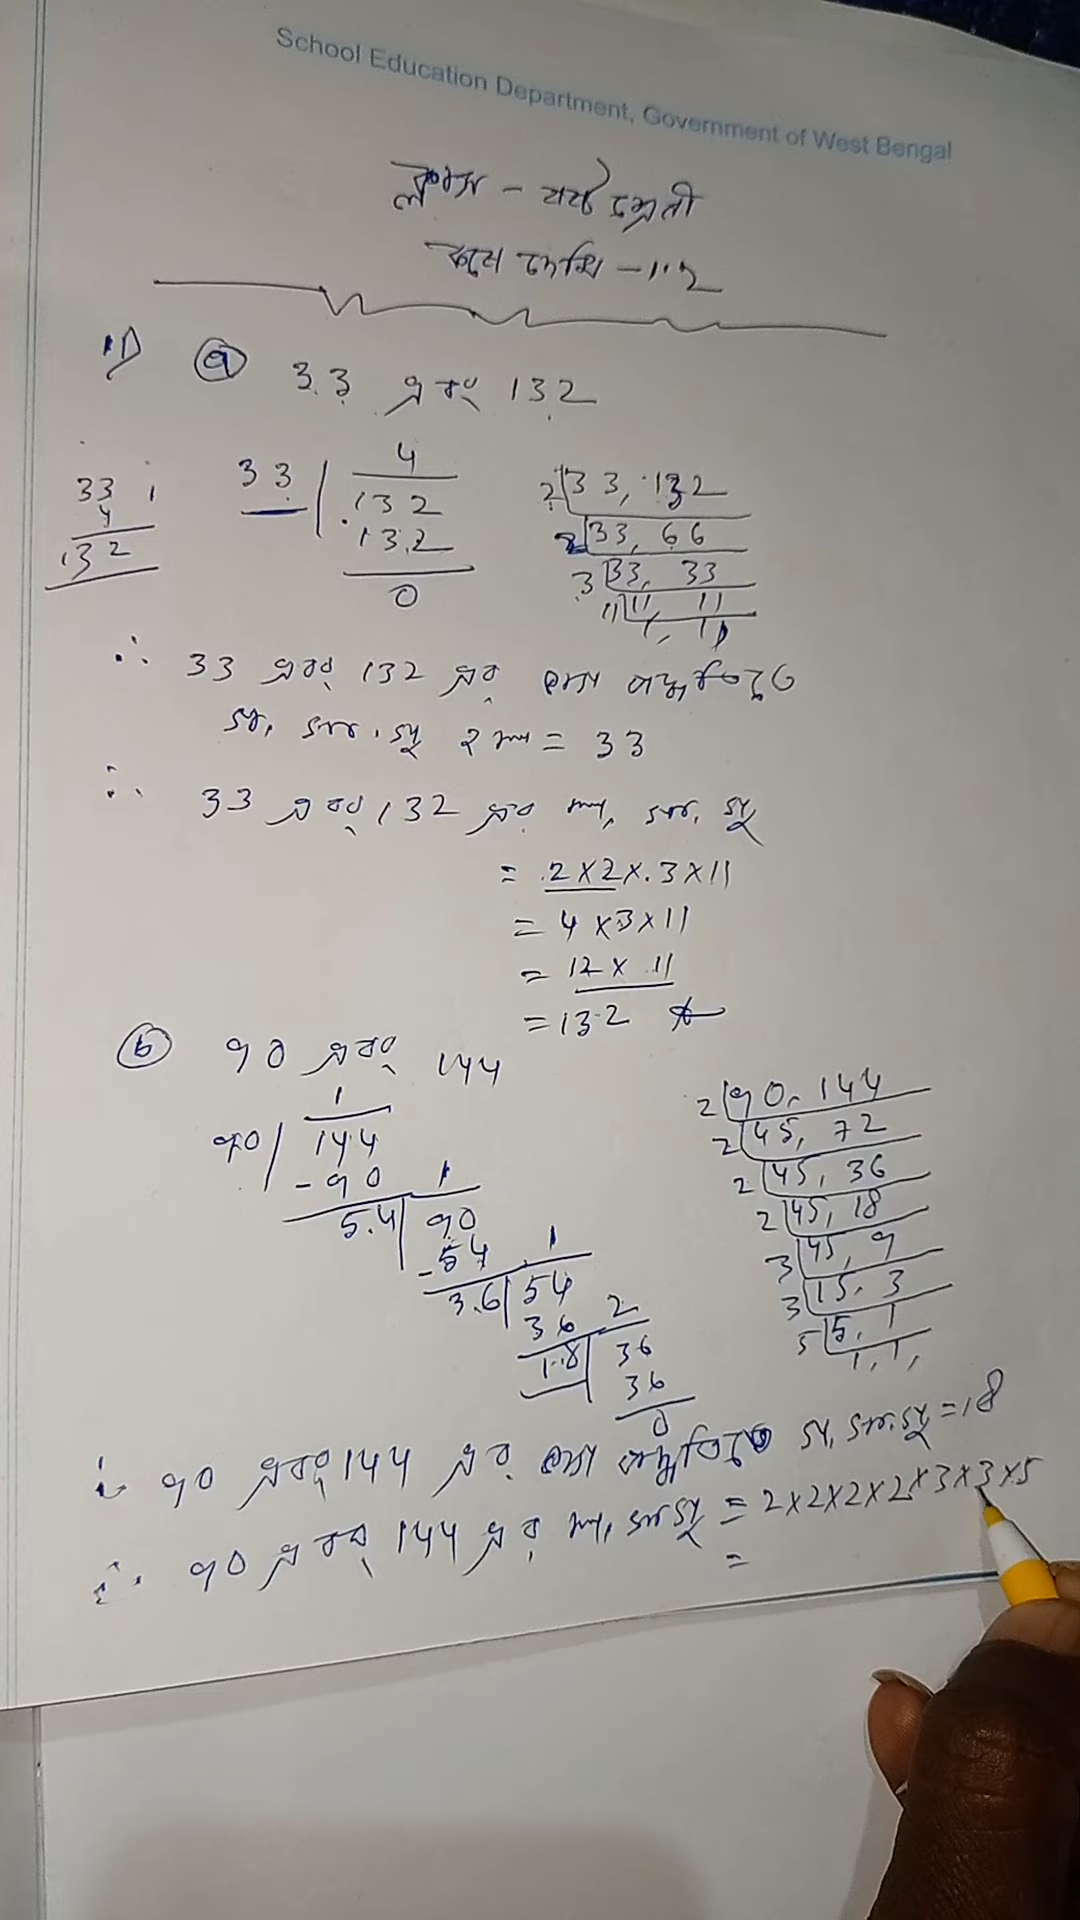 School Education Department, Government of West Bengal
ক্লাস - ষষ্ঠ শ্রেণী
কষে দেখি - 1.2
11) ⓐ 33 এবং 132
33
4
132
33 | 132 | 4
132
0
2 | 33, 132
2 | 33, 66
3 | 33, 33
11 | 11, 11
1, 1
∴ 33 এবং 132 এর
গ. সা. গু = 33
∴ 33 এবং 132 এর ল. সা. গু
= 2 × 2 × 3 × 11
= 4 × 3 × 11
= 12 × 11
= 132
ⓑ 90 এবং 144
90 | 144 | 1
- 90
54 | 90 | 1
- 54
36 | 54 | 1
36
18 | 36 | 2
36
0
2 | 90, 144
2 | 45, 72
2 | 45, 36
2 | 45, 18
3 | 45, 9
3 | 15, 3
5 | 5, 1
1, 1,
∴ 90 এবং 144 এর গ. সা. গু = 18
∴ 90 এবং 144 এর ল. সা. গু = 2×2×2×2×3×3×5
=